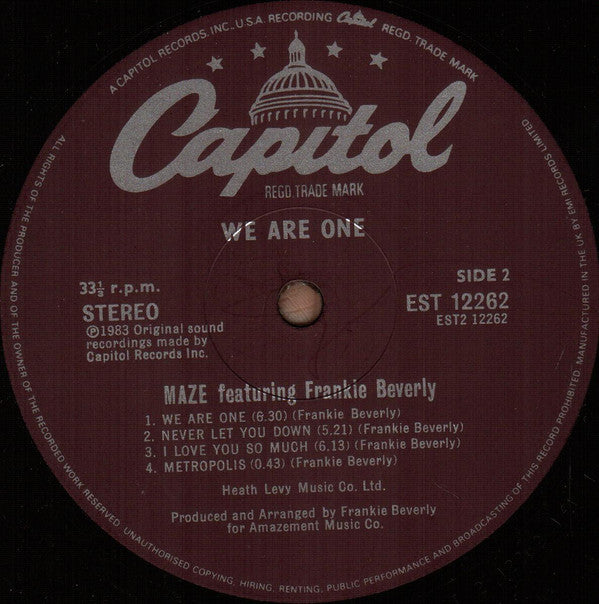 A CAPITOL RECORDS, INC., U.S.A. RECORDING Capitol REGD. TRADE MARK
Capitol
REGD. TRADE MARK
WE ARE ONE
33⅓ r.p.m.
STEREO
Ⓟ1983 Original sound
recordings made by
Capitol Records Inc.
SIDE 2
EST 12262
EST2 12262
MAZE featuring Frankie Beverly
1. WE ARE ONE (6.30) (Frankie Beverly)
2. NEVER LET YOU DOWN (5.21) (Frankie Beverly)
3. I LOVE YOU SO MUCH (6.13) (Frankie Beverly)
4. METROPOLIS (0.43) (Frankie Beverly)
Heath Levy Music Co. Ltd.
Produced and Arranged by Frankie Beverly
for Amazement Music Co.
ALL RIGHTS OF THE PRODUCER AND OF THE OWNER OF THE RECORDED WORK RESERVED. UNAUTHORISED COPYING, HIRING, RENTING, PUBLIC PERFORMANCE AND BROADCASTING OF THIS RECORD PROHIBITED. MANUFACTURED IN THE UK BY EMI RECORDS LIMITED